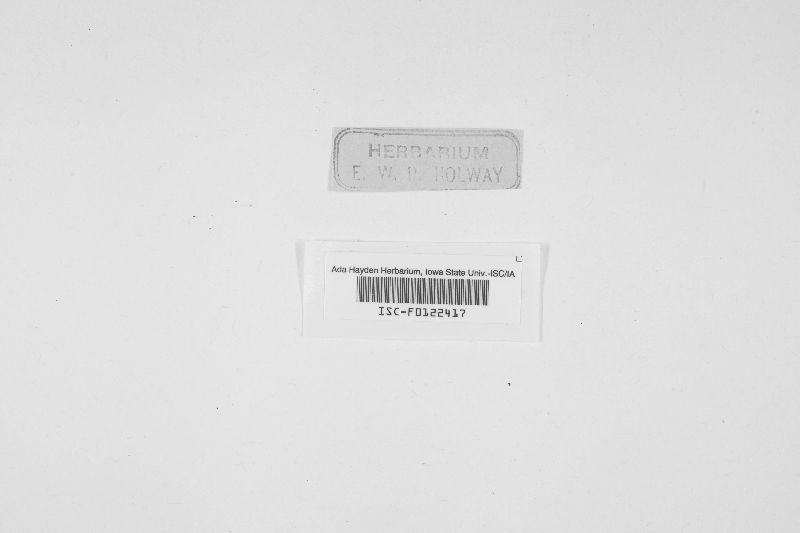 HERBARIUM
E. W. D. HOLWAY
Ada Hayden Herbarium, Iowa State Univ.-ISC/IA
ISC-F0122417